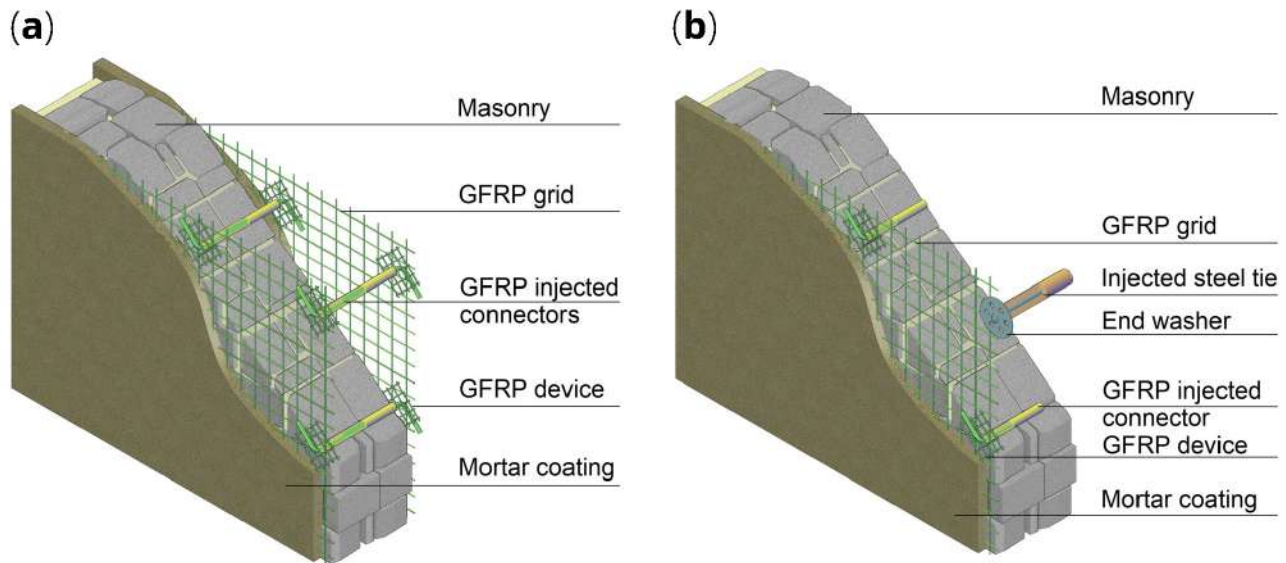 (a)
Masonry
GFRP grid
GFRP injected
connectors
GFRP device
Mortar coating
(b)
Masonry
GFRP grid
Injected steel tie
End washer
GFRP injected
connector
GFRP device
Mortar coating